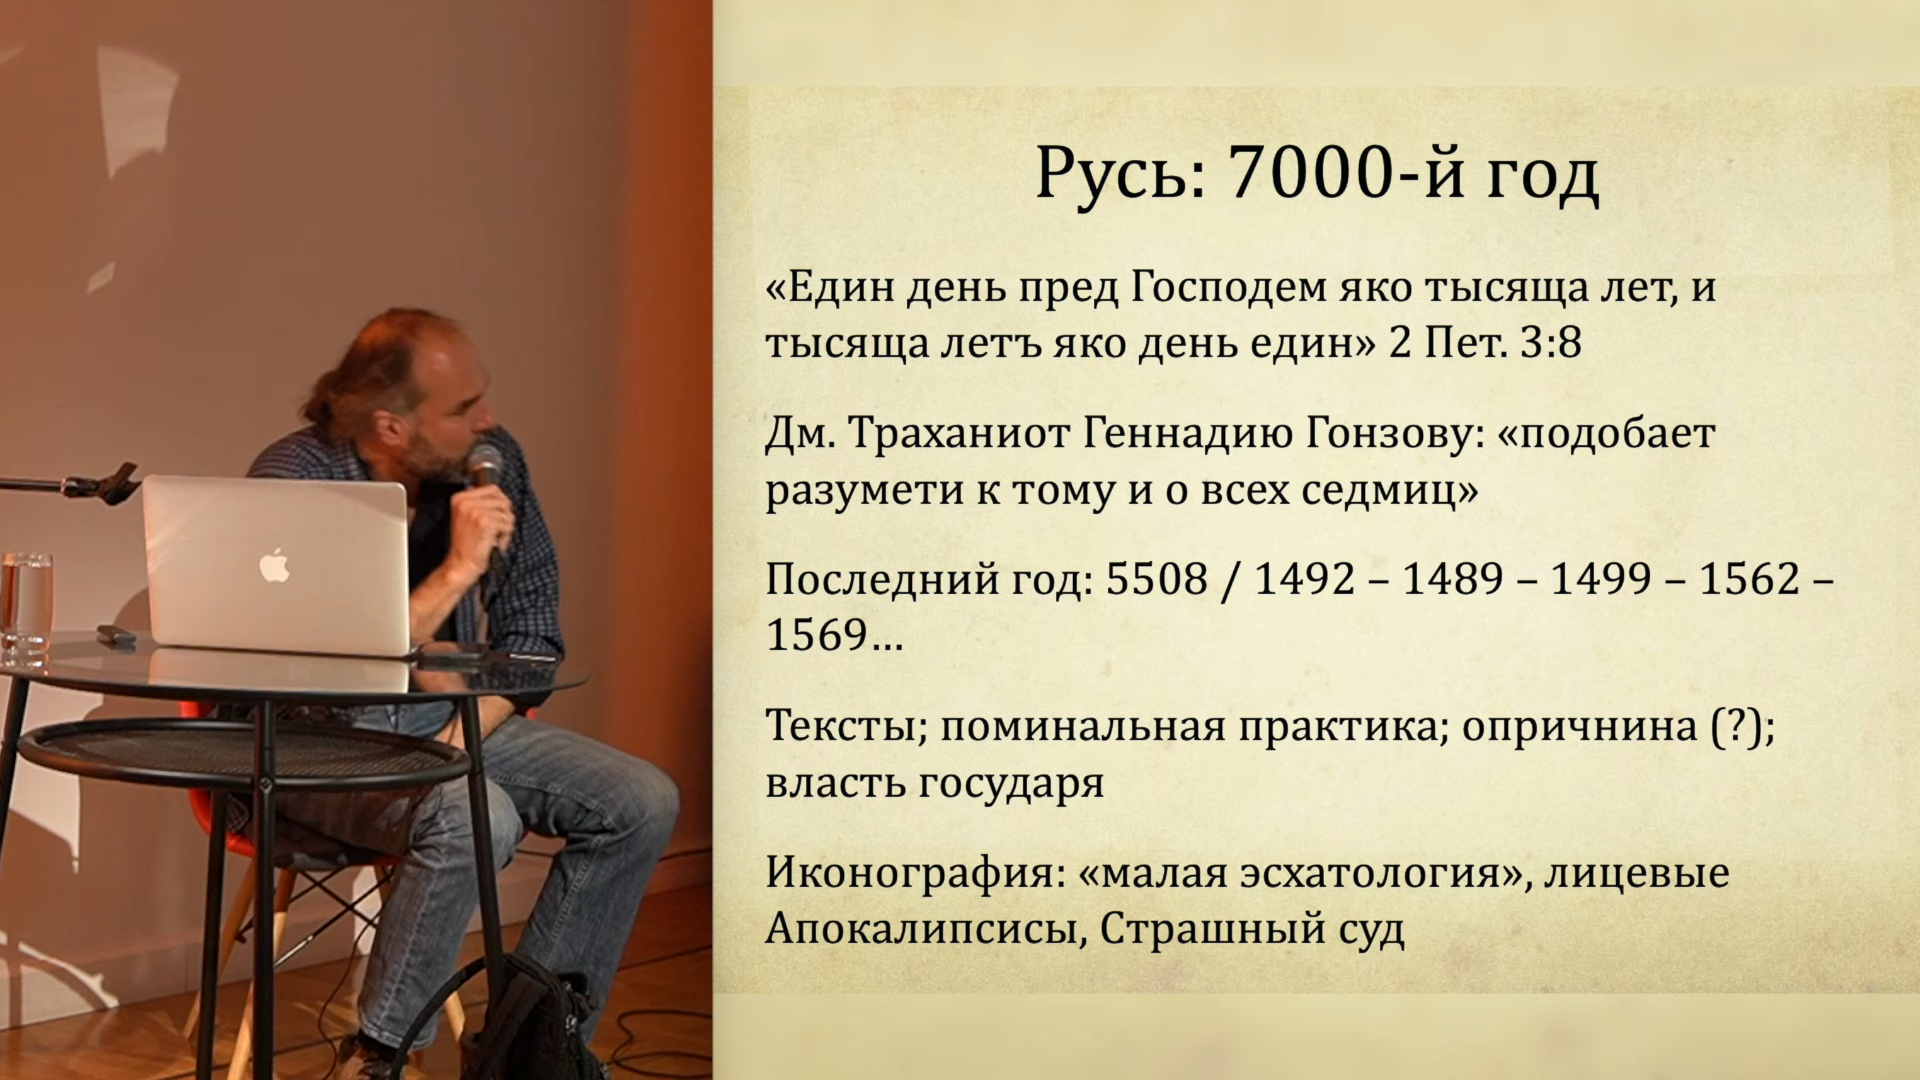 Русь: 7000-й год
«Един день пред Господем яко тысяща лет, и
тысяща летъ яко день един» 2 Пет. 3:8
Дм. Траханиот Геннадию Гонзову: «подобает
разумети к тому и о всех седмиц»
Последний год: 5508 / 1492 – 1489 – 1499 – 1562 –
1569...
Тексты; поминальная практика; опричнина (?);
власть государя
Иконография: «малая эсхатология», лицевые
Апокалипсисы, Страшный суд